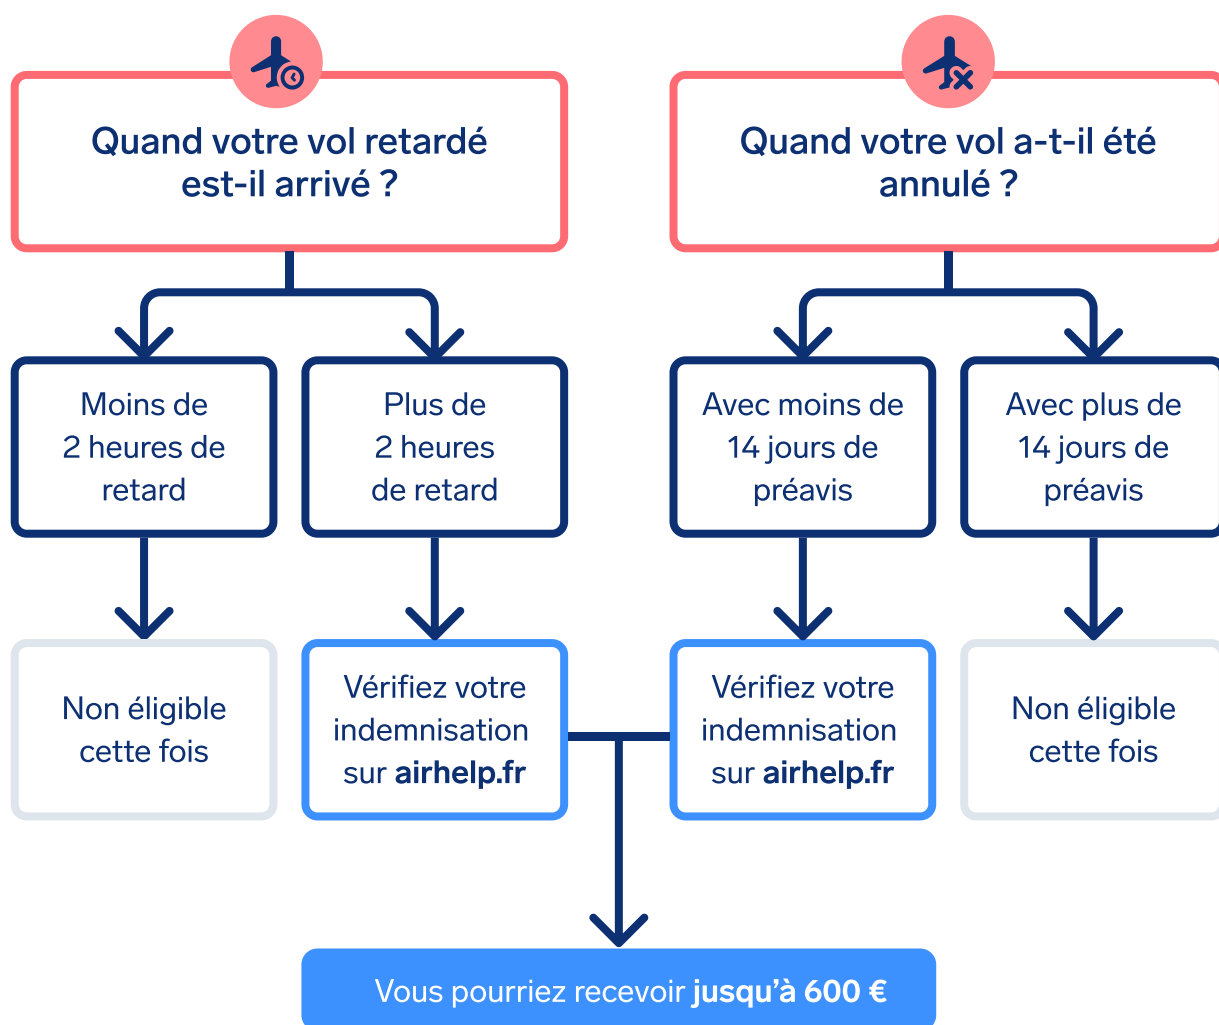 Quand votre vol retardé
est-il arrivé ?
Quand votre vol a-t-il été
annulé ?
Moins de
2 heures de
retard
Plus de
2 heures
de retard
Avec moins de
14 jours de
préavis
Avec plus de
14 jours de
préavis
Non éligible
cette fois
Vérifiez votre
indemnisation
sur airhelp.fr
Vérifiez votre
indemnisation
sur airhelp.fr
Non éligible
cette fois
Vous pourriez recevoir jusqu’à 600 €